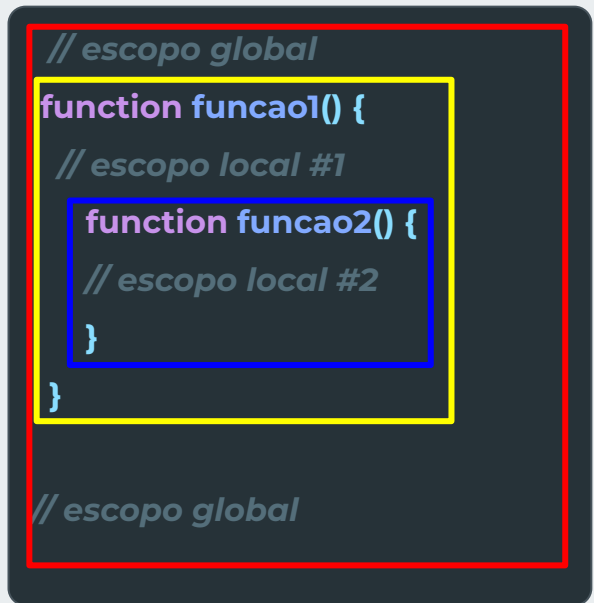 // escopo global
function funcao1() {
// escopo local #1
function funcao2() {
// escopo local #2
}
}
// escopo global